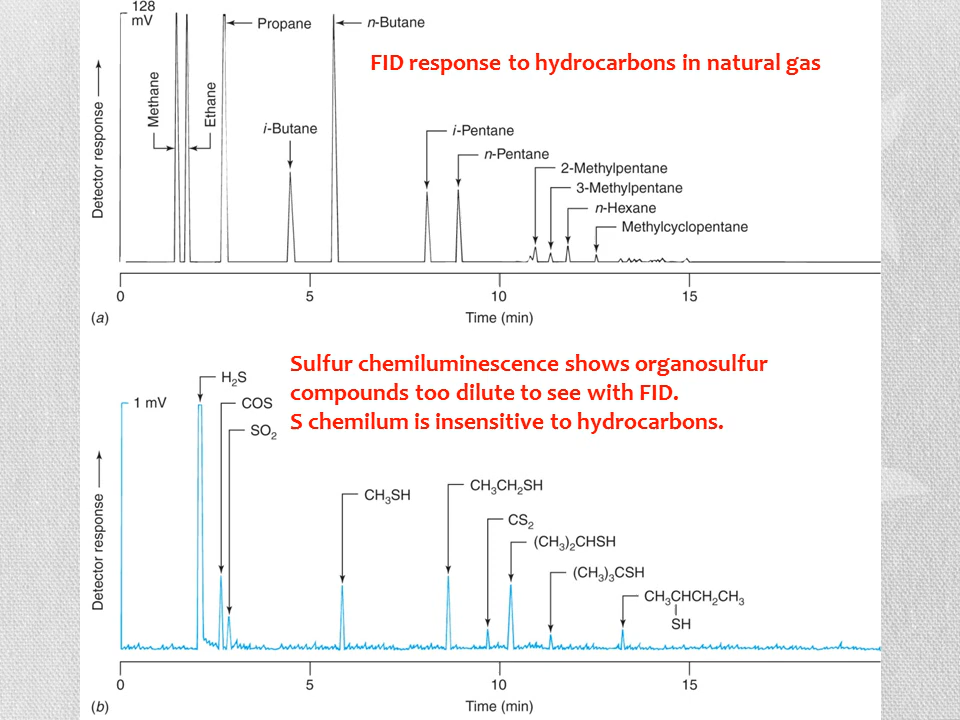 128
mV
Propane
n-Butane
FID response to hydrocarbons in natural gas
Detector response
Methane
Ethane
i-Butane
i-Pentane
n-Pentane
2-Methylpentane
3-Methylpentane
n-Hexane
Methylcyclopentane
0 5 10 15
(a) Time (min)
Sulfur chemiluminescence shows organosulfur
compounds too dilute to see with FID.
S chemilum is insensitive to hydrocarbons.
H₂S
1 mV
COS
SO₂
Detector response
CH₃SH
CH₃CH₂SH
CS₂
(CH₃)₂CHSH
(CH₃)₃CSH
CH₃CHCH₂CH₃
SH
0 5 10 15
(b) Time (min)